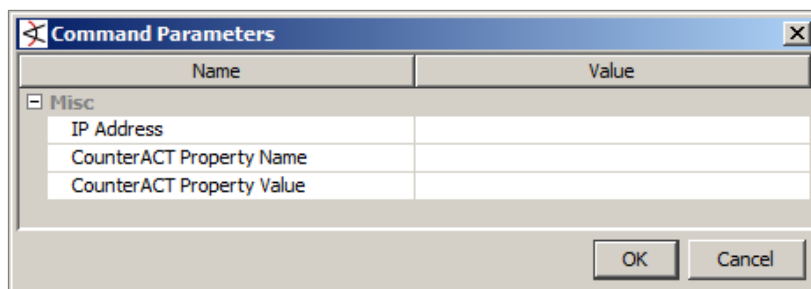 Command Parameters
Name Value
Misc
IP Address
CounterACT Property Name
CounterACT Property Value
OK Cancel